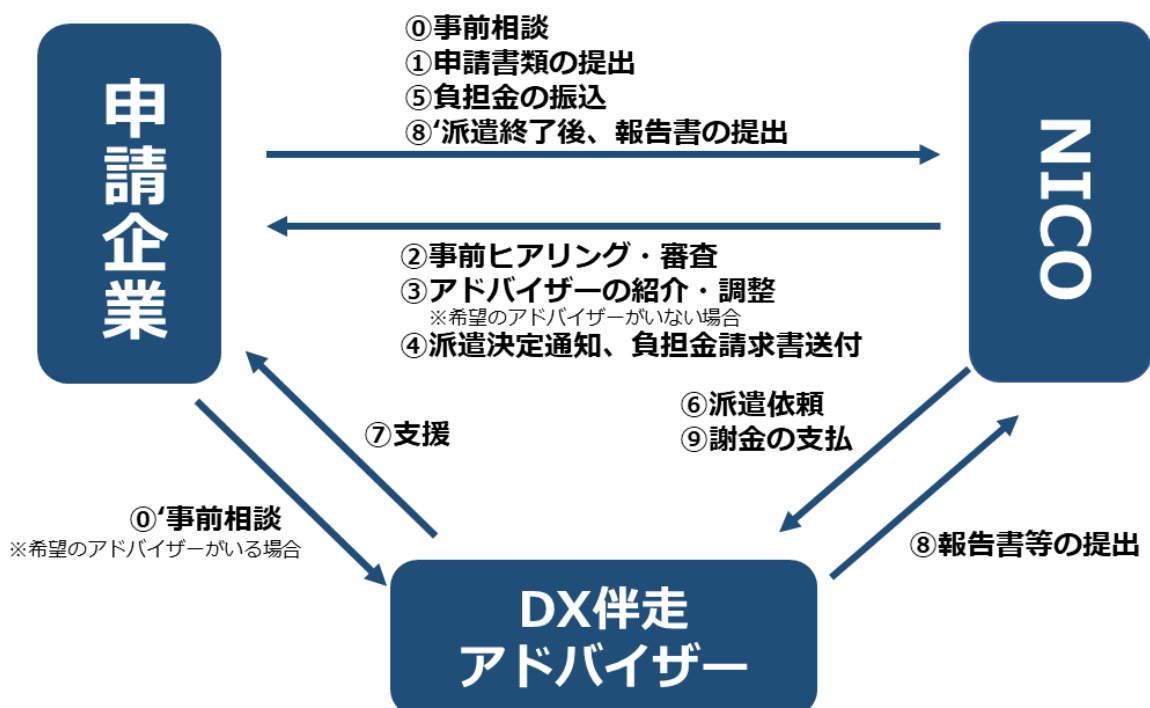 申請企業
⓪事前相談
①申請書類の提出
⑤負担金の振込
⑧‘派遣終了後、報告書の提出
NICO
②事前ヒアリング・審査
③アドバイザーの紹介・調整
※希望のアドバイザーがいない場合
④派遣決定通知、負担金請求書送付
⑦支援
⑥派遣依頼
⑨謝金の支払
⓪‘事前相談
※希望のアドバイザーがいる場合
⑧報告書等の提出
DX伴走
アドバイザー